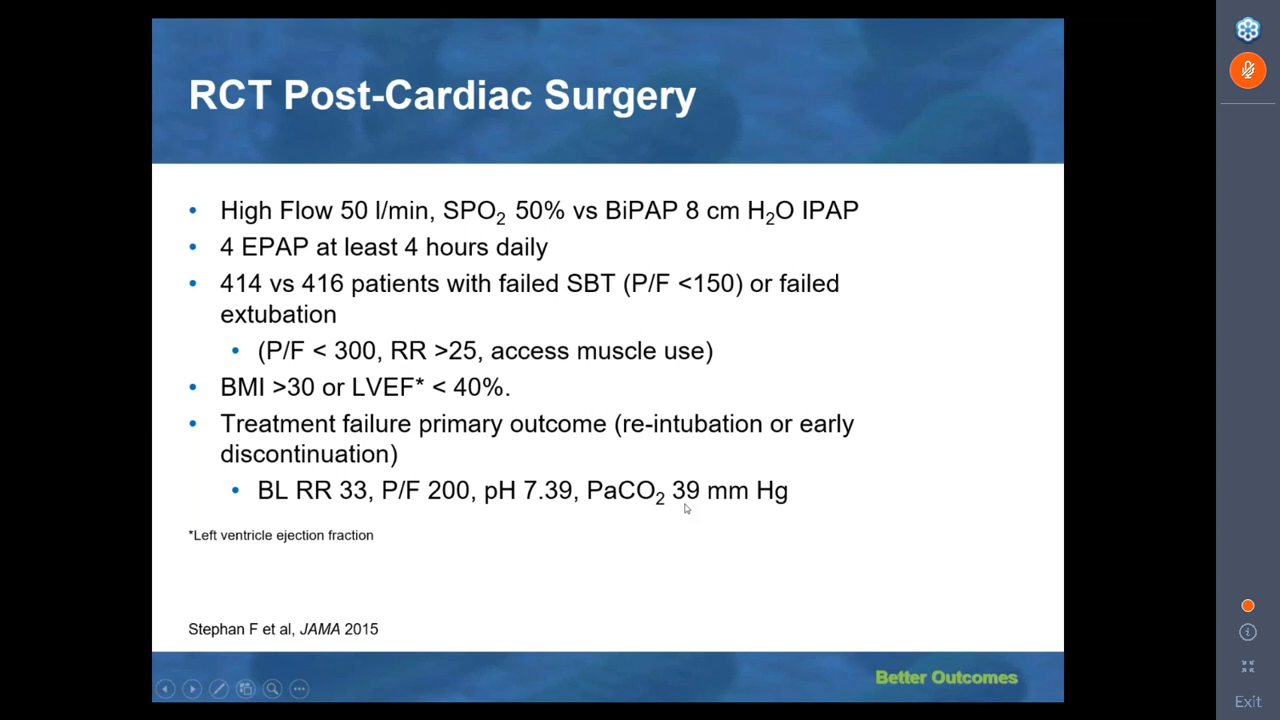 RCT Post-Cardiac Surgery
• High Flow 50 l/min, SPO₂ 50% vs BiPAP 8 cm H₂O IPAP
• 4 EPAP at least 4 hours daily
• 414 vs 416 patients with failed SBT (P/F <150) or failed
extubation
• (P/F < 300, RR >25, access muscle use)
• BMI >30 or LVEF* < 40%.
• Treatment failure primary outcome (re-intubation or early
discontinuation)
• BL RR 33, P/F 200, pH 7.39, PaCO₂ 39 mm Hg
*Left ventricle ejection fraction
Stephan F et al, JAMA 2015
Better Outcomes
Exit